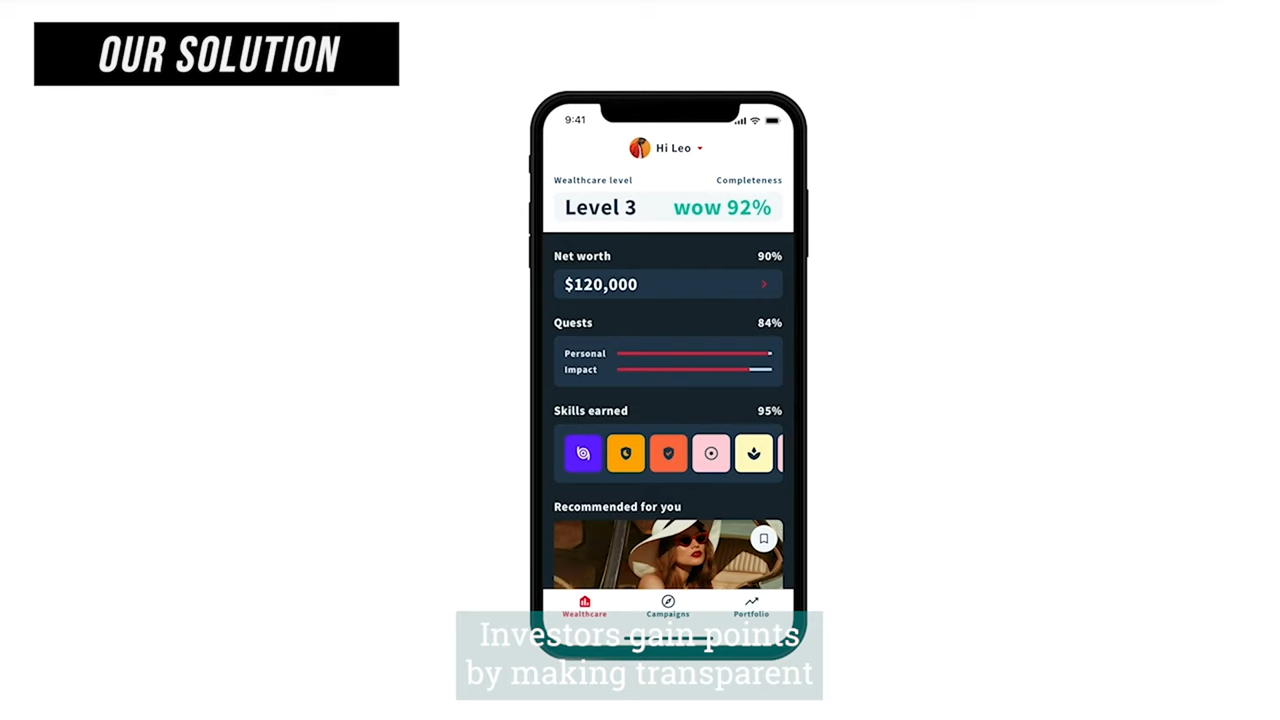 OUR SOLUTION
9:41
Hi Leo
Wealthcare level Completeness
Level 3 wow 92%
Net worth 90%
$120,000
Quests 84%
Personal
Impact
Skills earned 95%
Recommended for you
Wealthcare Campaigns Portfolio
Investors gain points
by making transparent